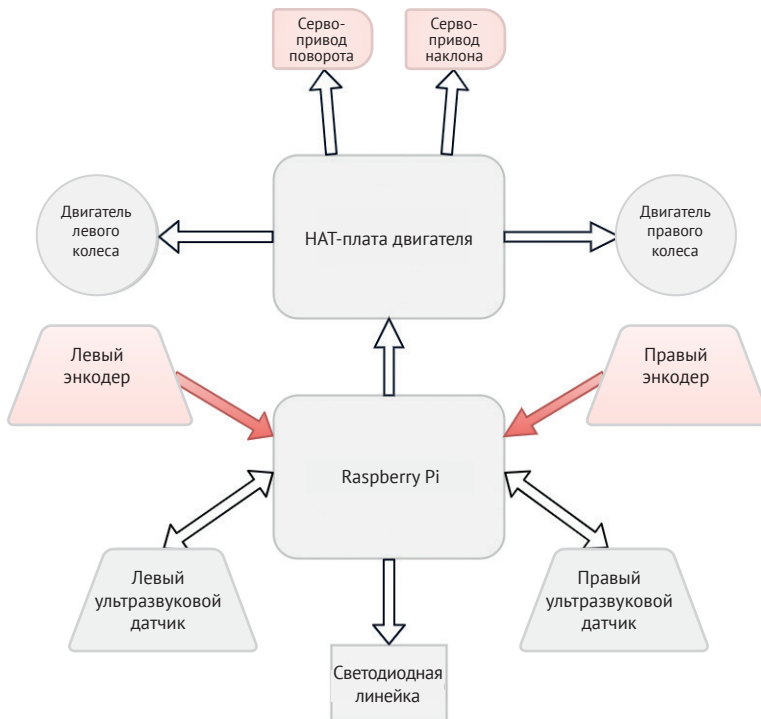 Серво-
привод
поворота
Серво-
привод
наклона
Двигатель
левого
колеса
НАТ-плата двигателя
Двигатель
правого
колеса
Левый
энкодер
Правый
энкодер
Raspberry Pi
Левый
ультразвуковой
датчик
Правый
ультразвуковой
датчик
Светодиодная
линейка